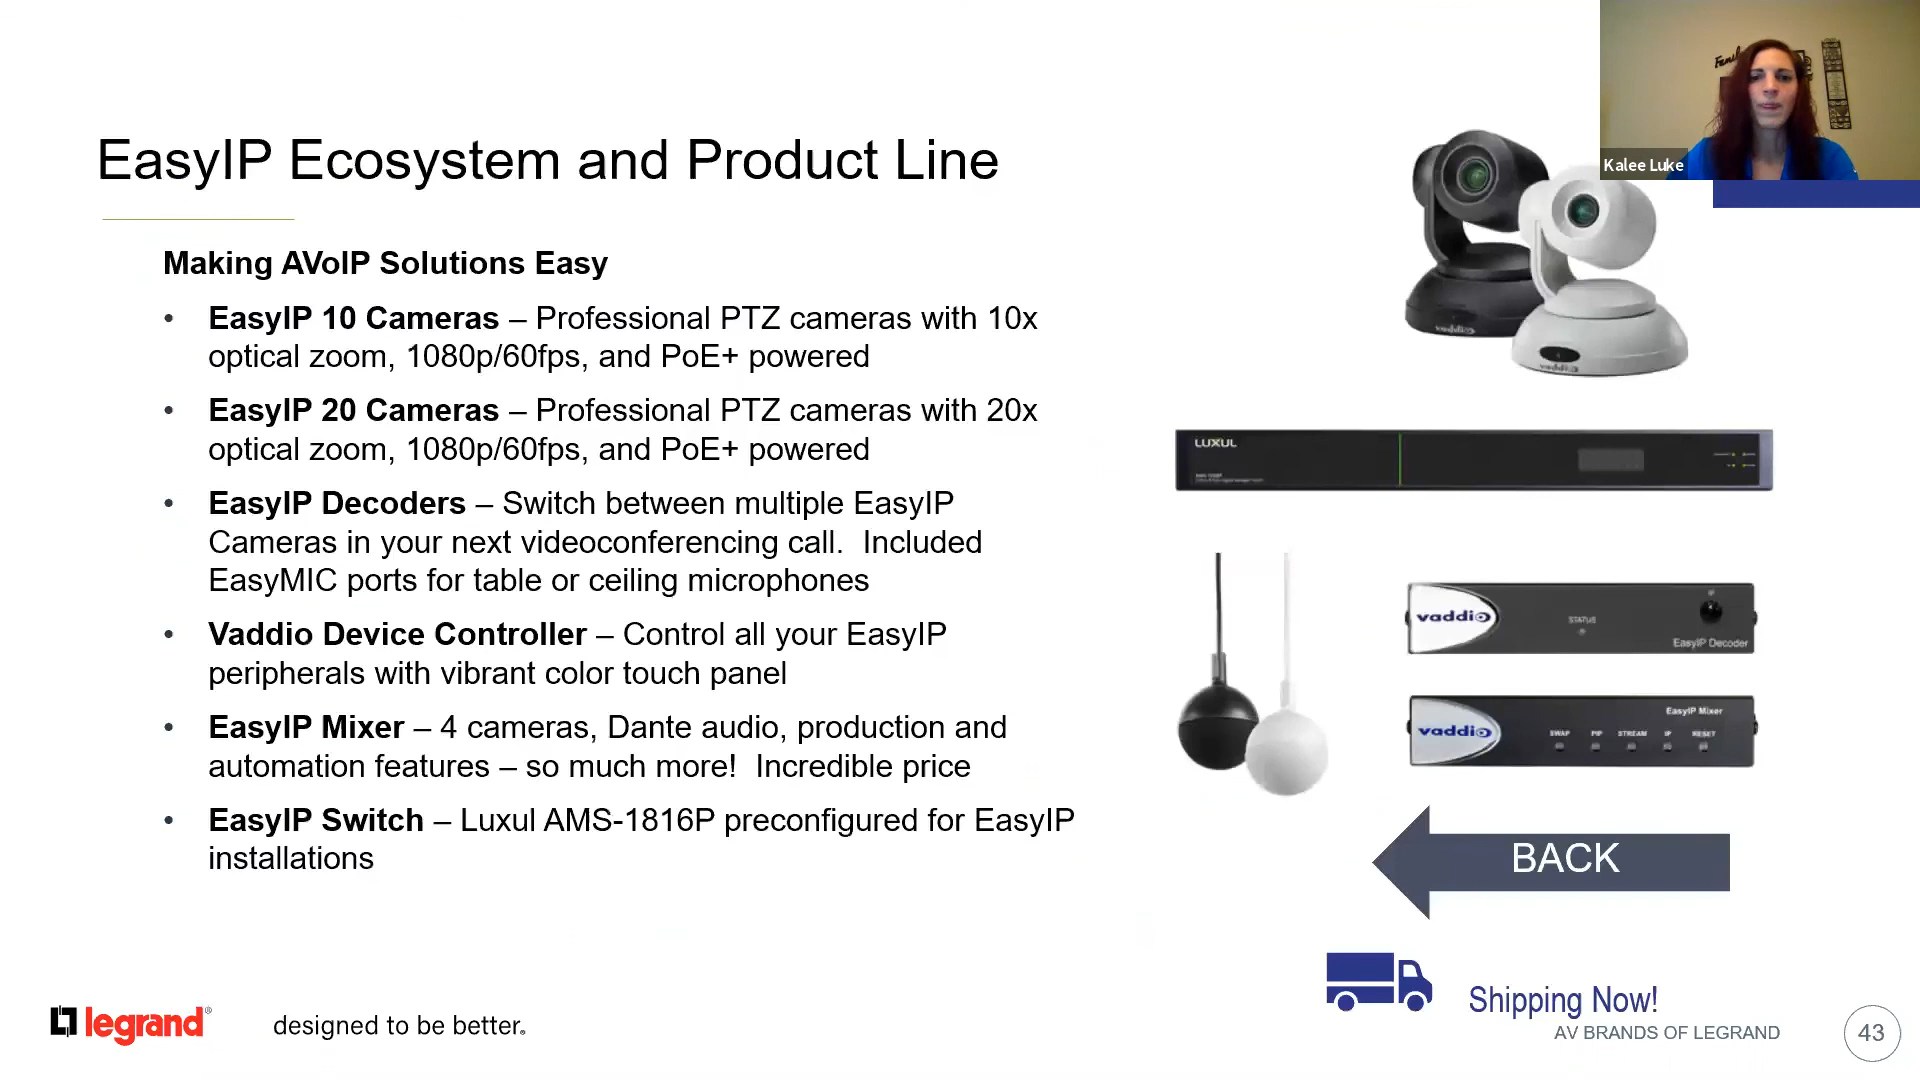 Kalee Luke
EasyIP Ecosystem and Product Line
Making AVoIP Solutions Easy
• EasyIP 10 Cameras – Professional PTZ cameras with 10x
optical zoom, 1080p/60fps, and PoE+ powered
• EasyIP 20 Cameras – Professional PTZ cameras with 20x
optical zoom, 1080p/60fps, and PoE+ powered
• EasyIP Decoders – Switch between multiple EasyIP
Cameras in your next videoconferencing call.  Included
EasyMIC ports for table or ceiling microphones
• Vaddio Device Controller – Control all your EasyIP
peripherals with vibrant color touch panel
• EasyIP Mixer – 4 cameras, Dante audio, production and
automation features – so much more!  Incredible price
• EasyIP Switch – Luxul AMS-1816P preconfigured for EasyIP
installations
vaddio
vaddio
LUXUL
vaddio
STATUS
IP
EasyIP Decoder
vaddio
EasyIP Mixer
SWAP PIP STREAM IP RESET
BACK
Shipping Now!
legrand®
designed to be better.
AV BRANDS OF LEGRAND
43